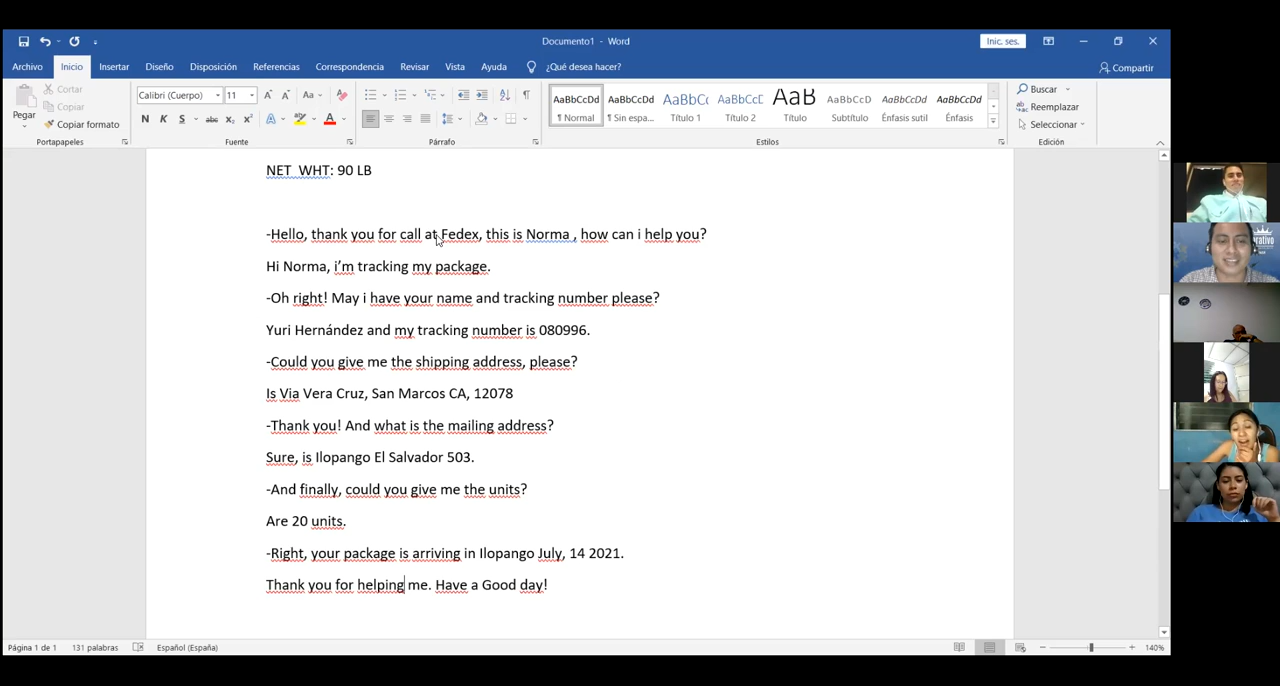 Documento1 - Word
Inic. ses.
Archivo Inicio Insertar Diseño Disposición Referencias Correspondencia Revisar Vista Ayuda ¿Qué desea hacer? Compartir
Pegar
Cortar
Copiar
Copiar formato
Portapapeles
Calibri (Cuerpo) 11
N K S abc x₂ x²
Fuente
Párrafo
AaBbCcDd AaBbCcDd AaBbCc AaBbCcD AaB AaBbCcD AaBbCcDd AaBbCcDd
¶ Normal ¶ Sin espa... Título 1 Título 2 Título Subtítulo Énfasis sutil Énfasis
Estilos
Buscar
Reemplazar
Seleccionar
Edición
NET WHT: 90 LB
-Hello, thank you for call at Fedex, this is Norma , how can i help you?
Hi Norma, i’m tracking my package.
-Oh right! May i have your name and tracking number please?
Yuri Hernández and my tracking number is 080996.
-Could you give me the shipping address, please?
Is Via Vera Cruz, San Marcos CA, 12078
-Thank you! And what is the mailing address?
Sure, is Ilopango El Salvador 503.
-And finally, could you give me the units?
Are 20 units.
-Right, your package is arriving in Ilopango July, 14 2021.
Thank you for helping me. Have a Good day!
Página 1 de 1 131 palabras Español (España) 140%